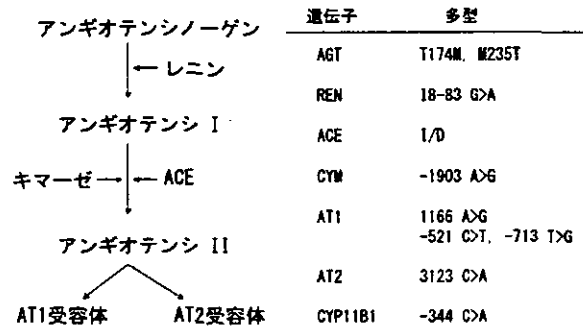 アンギオテンシノーゲン
レニン
アンギオテンシ I
キマーゼ ACE
アンギオテンシ II
AT1受容体 AT2受容体
遺伝子 多型
AGT T174M, M235T
REN I8-83 G>A
ACE I/D
CYM -1903 A>G
AT1 1166 A>G
-521 C>T, -713 T>G
AT2 3123 C>A
CYP11B1 -344 C>A